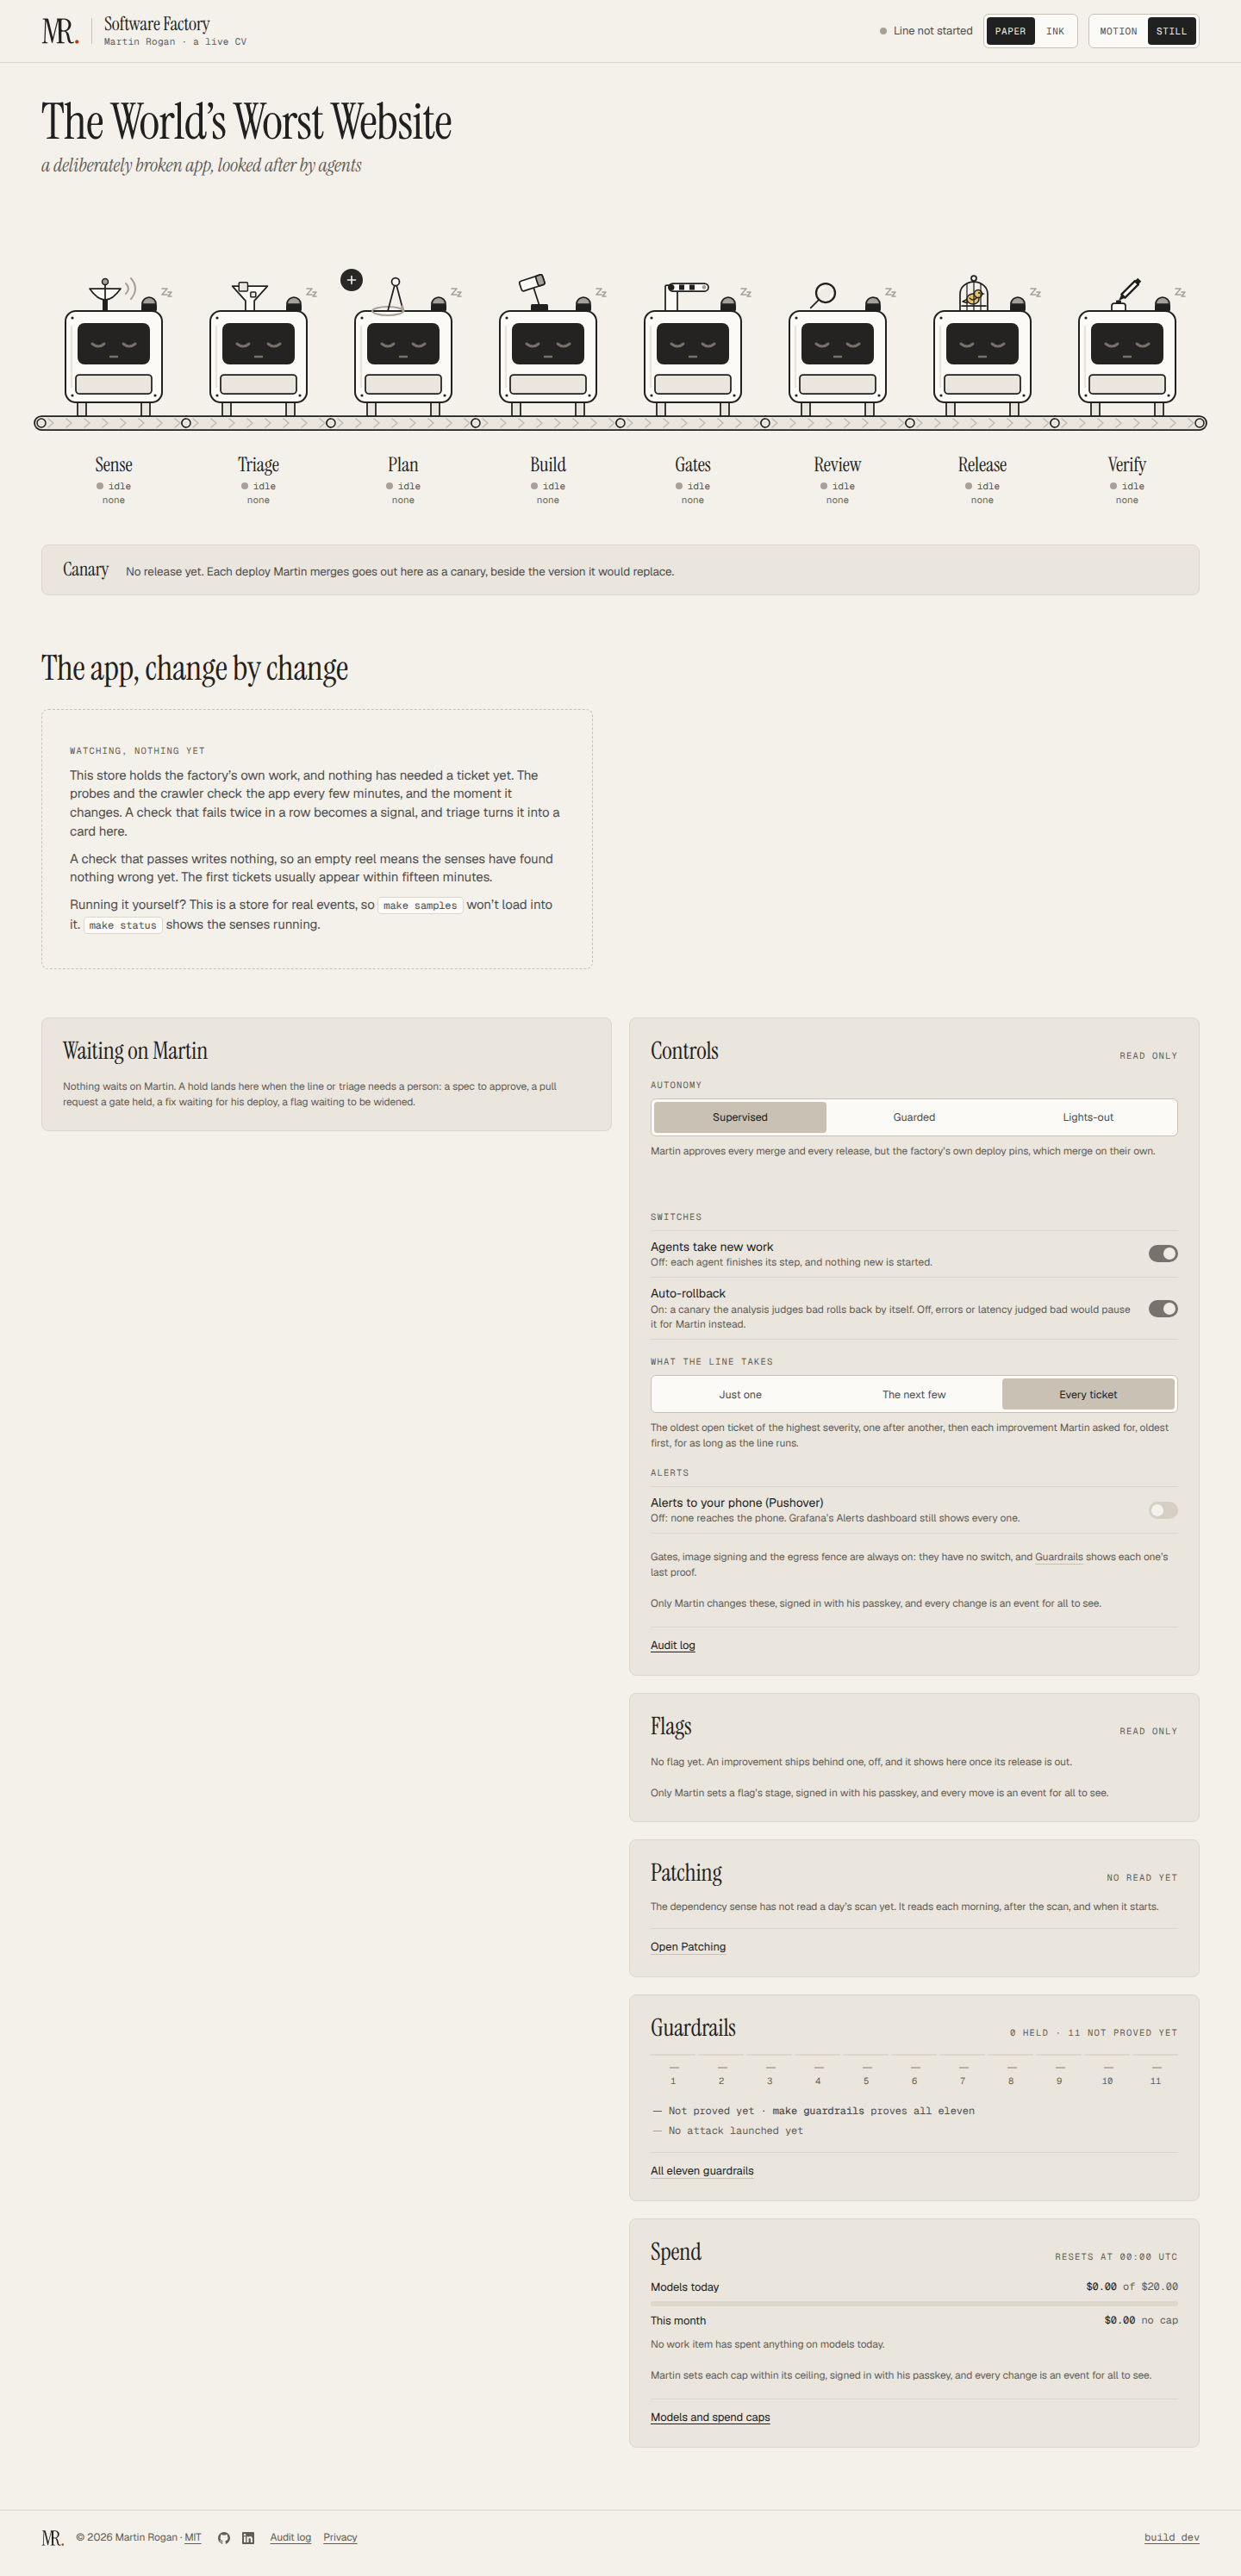 MR.
Software Factory
Martin Rogan · a live CV
Line not started
PAPER INK
MOTION STILL
The World’s Worst Website
a deliberately broken app, looked after by agents
Zz Zz Zz Zz Zz Zz Zz Zz
+
Sense Triage Plan Build Gates Review Release Verify
idle idle idle idle idle idle idle idle
none none none none none none none none
Canary No release yet. Each deploy Martin merges goes out here as a canary, beside the version it would replace.
The app, change by change
WATCHING, NOTHING YET
This store holds the factory’s own work, and nothing has needed a ticket yet. The
probes and the crawler check the app every few minutes, and the moment it
changes. A check that fails twice in a row becomes a signal, and triage turns it into a
card here.
A check that passes writes nothing, so an empty reel means the senses have found
nothing wrong yet. The first tickets usually appear within fifteen minutes.
Running it yourself? This is a store for real events, so make samples won’t load into
it. make status shows the senses running.
Waiting on Martin
Nothing waits on Martin. A hold lands here when the line or triage needs a person: a spec to approve, a pull
request a gate held, a fix waiting for his deploy, a flag waiting to be widened.
Controls
READ ONLY
AUTONOMY
Supervised Guarded Lights-out
Martin approves every merge and every release, but the factory’s own deploy pins, which merge on their own.
SWITCHES
Agents take new work
Off: each agent finishes its step, and nothing new is started.
Auto-rollback
On: a canary the analysis judges bad rolls back by itself. Off, errors or latency judged bad would pause
it for Martin instead.
WHAT THE LINE TAKES
Just one The next few Every ticket
The oldest open ticket of the highest severity, one after another, then each improvement Martin asked for, oldest
first, for as long as the line runs.
ALERTS
Alerts to your phone (Pushover)
Off: none reaches the phone. Grafana’s Alerts dashboard still shows every one.
Gates, image signing and the egress fence are always on: they have no switch, and Guardrails shows each one’s
last proof.
Only Martin changes these, signed in with his passkey, and every change is an event for all to see.
Audit log
Flags
READ ONLY
No flag yet. An improvement ships behind one, off, and it shows here once its release is out.
Only Martin sets a flag’s stage, signed in with his passkey, and every move is an event for all to see.
Patching
NO READ YET
The dependency sense has not read a day’s scan yet. It reads each morning, after the scan, and when it starts.
Open Patching
Guardrails
0 HELD · 11 NOT PROVED YET
— — — — — — — — — — —
1 2 3 4 5 6 7 8 9 10 11
— Not proved yet · make guardrails proves all eleven
— No attack launched yet
All eleven guardrails
Spend
RESETS AT 00:00 UTC
Models today $0.00 of $20.00
This month $0.00 no cap
No work item has spent anything on models today.
Martin sets each cap within its ceiling, signed in with his passkey, and every change is an event for all to see.
Models and spend caps
MR. © 2026 Martin Rogan · MIT in Audit log Privacy build dev